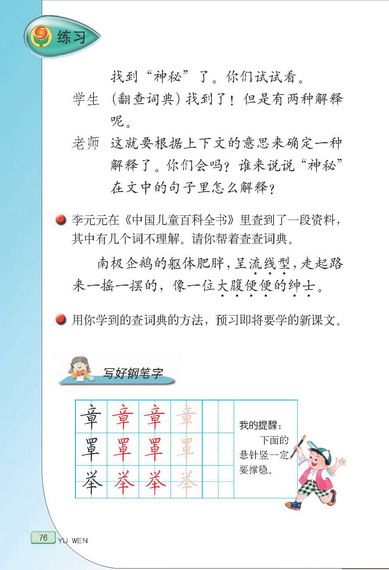 练习
找到“神秘”了。你们试试看。
学生 (翻查词典)找到了!但是有两种解释
呢。
老师 这就要根据上下文的意思来确定一种
解释了。你们会吗?谁来说说“神秘”
在文中的句子里怎么解释?
李元元在《中国儿童百科全书》里查到了一段资料,
其中有几个词不理解。请你帮着查查词典。
南极企鹅的躯体肥胖,呈流线型,走起路
来一摇一摆的,像一位大腹便便的绅士。
用你学到的查词典的方法,预习即将要学的新课文。
写好钢笔字
章 章 章 章
罩 罩 罩 罩
举 举 举 举
我的提醒:
下面的
悬针竖一定
要撑稳。
76 YU WEN